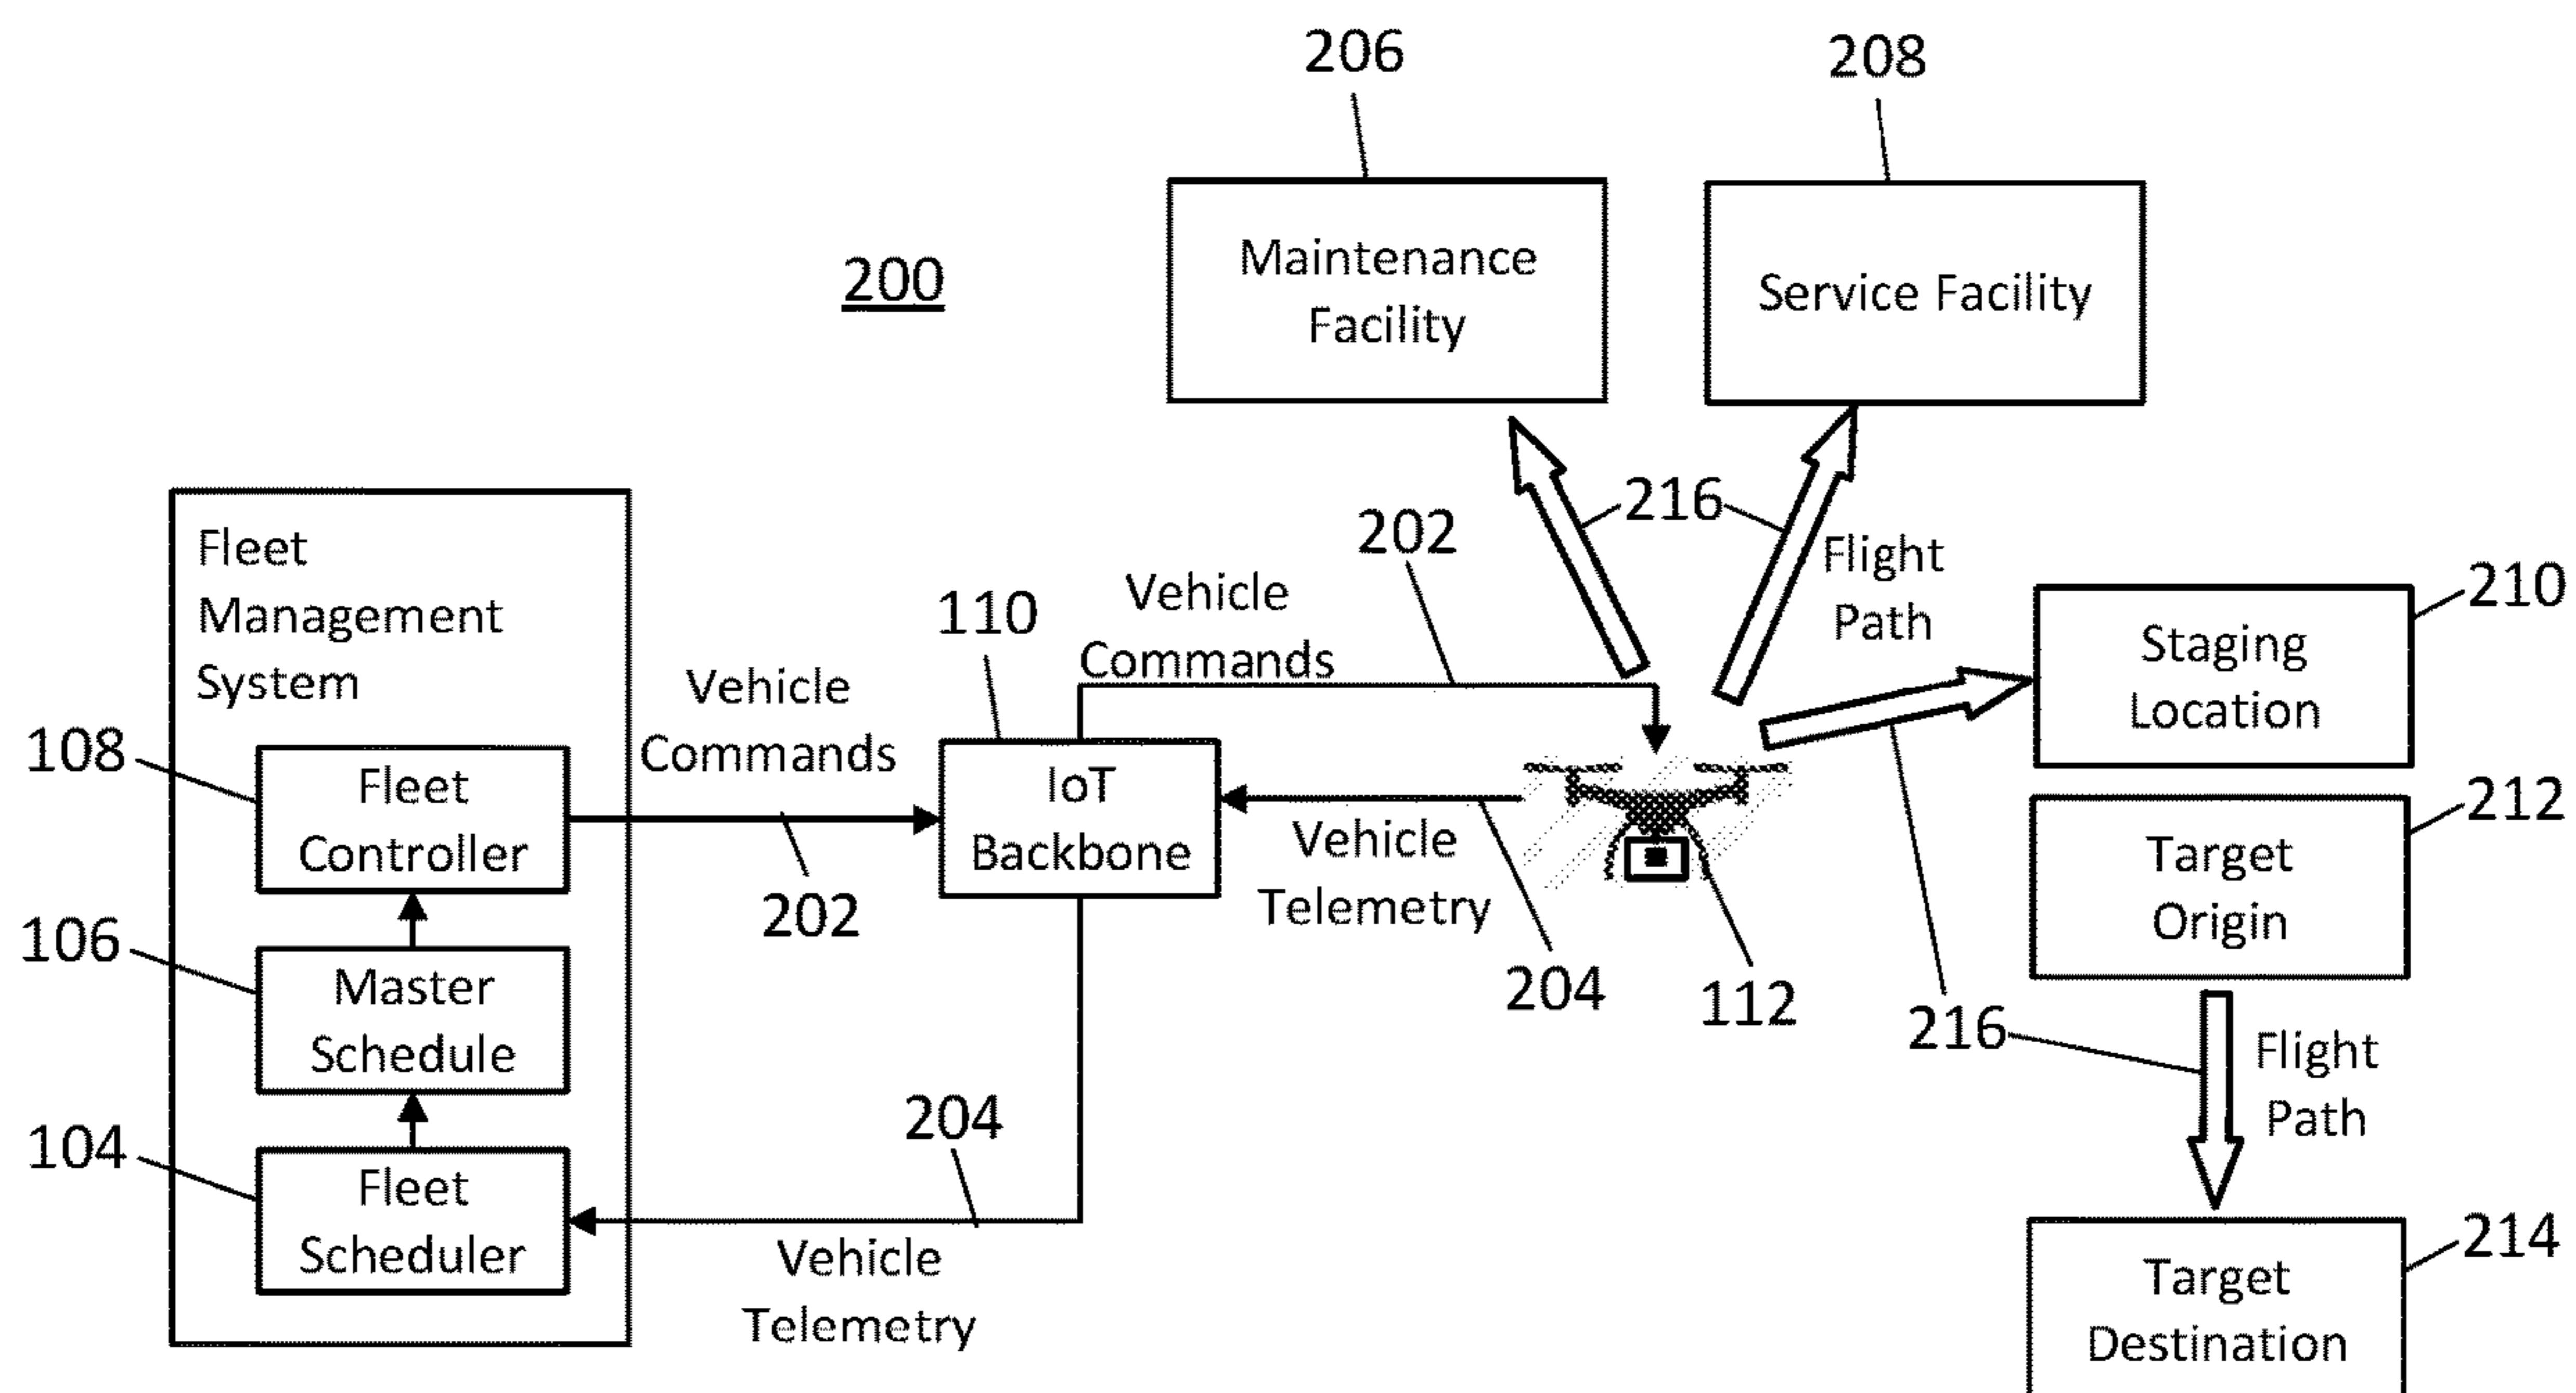 206
208
Maintenance
Facility
Service Facility
200
216
202
Flight
Path
Fleet
Management
System
110
Vehicle
Commands
210
Staging
Location
Vehicle
Commands
108
Fleet
Controller
IoT
Backbone
202
Vehicle
Telemetry
204
112
212
Target
Origin
106
Master
Schedule
216
Flight
Path
204
104
Fleet
Scheduler
Vehicle
Telemetry
214
Target
Destination